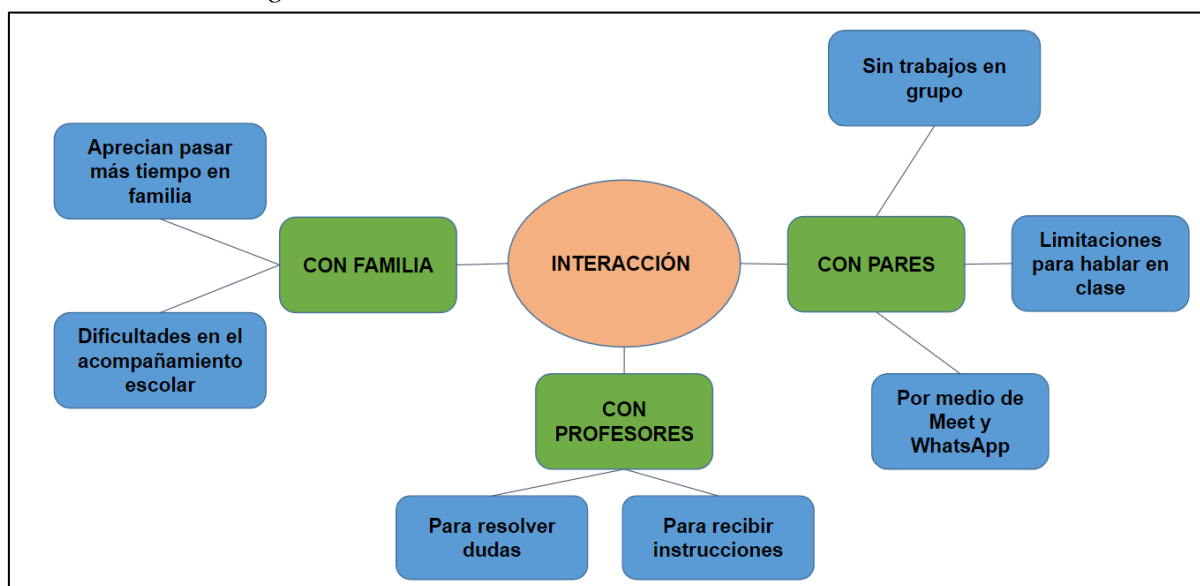 Sin trabajos en
grupo
Aprecian pasar
más tiempo en
familia
CON FAMILIA
INTERACCIÓN
CON PARES
Limitaciones
para hablar en
clase
Dificultades en el
acompañamiento
escolar
CON
PROFESORES
Por medio de
Meet y
WhatsApp
Para resolver
dudas
Para recibir
instrucciones